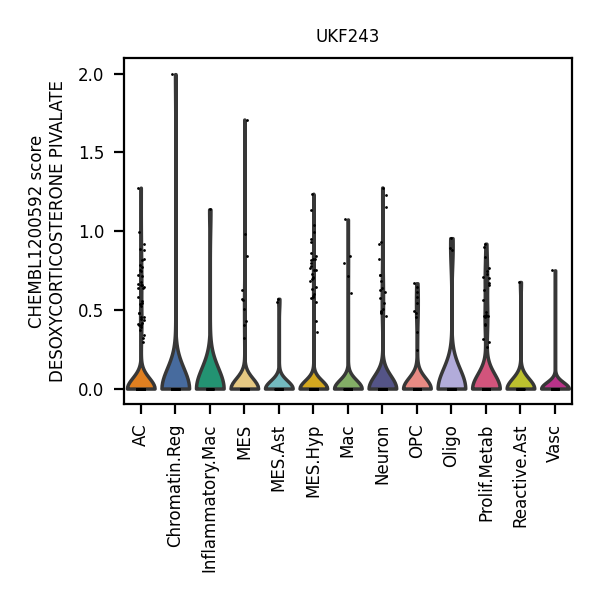 UKF243
CHEMBL1200592 score
DESOXYCORTICOSTERONE PIVALATE
2.0
1.5
1.0
0.5
0.0
AC
Chromatin.Reg
Inflammatory.Mac
MES
MES.Ast
MES.Hyp
Mac
Neuron
OPC
Oligo
Prolif.Metab
Reactive.Ast
Vasc